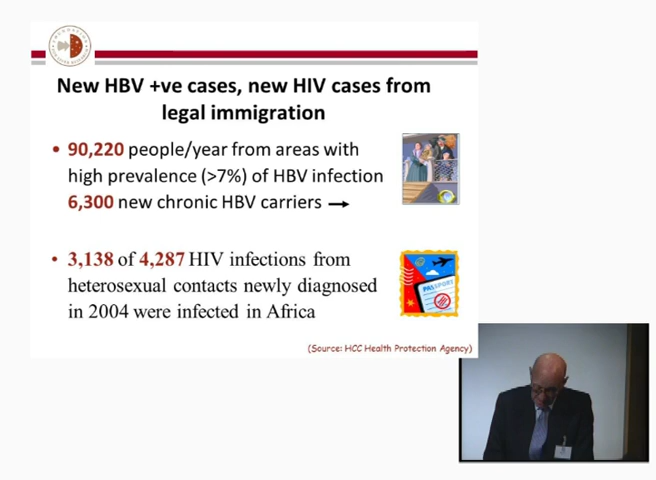 New HBV +ve cases, new HIV cases from
legal immigration
• 90,220 people/year from areas with
high prevalence (>7%) of HBV infection
6,300 new chronic HBV carriers →
• 3,138 of 4,287 HIV infections from
heterosexual contacts newly diagnosed
in 2004 were infected in Africa
PASSPORT
(Source: HCC Health Protection Agency)